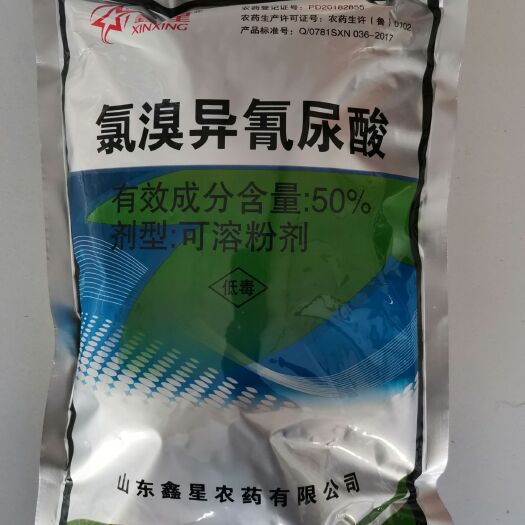 鑫星
XINXING
农药登记证号：PD20182855
农药生产许可证号：农药生许（鲁）0102
产品标准号：Q/0781SXN 036-2017
氯溴异氰尿酸
有效成分含量:50%
剂型:可溶粉剂
低毒
山东鑫星农药有限公司